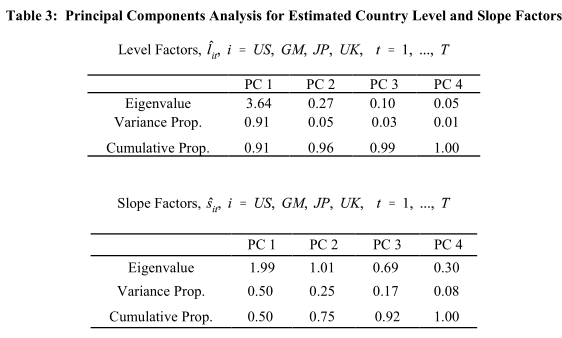 Table 3: Principal Components Analysis for Estimated Country Level and Slope Factors
Level Factors, l̂it, i = US, GM, JP, UK, t = 1, ..., T
PC 1 PC 2 PC 3 PC 4
Eigenvalue 3.64 0.27 0.10 0.05
Variance Prop. 0.91 0.05 0.03 0.01
Cumulative Prop. 0.91 0.96 0.99 1.00
Slope Factors, ŝit, i = US, GM, JP, UK, t = 1, ..., T
PC 1 PC 2 PC 3 PC 4
Eigenvalue 1.99 1.01 0.69 0.30
Variance Prop. 0.50 0.25 0.17 0.08
Cumulative Prop. 0.50 0.75 0.92 1.00